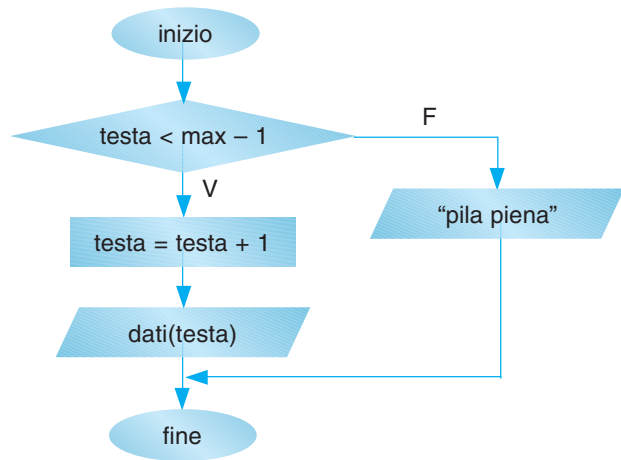 inizio
testa < max – 1
F
V
“pila piena”
testa = testa + 1
dati(testa)
fine